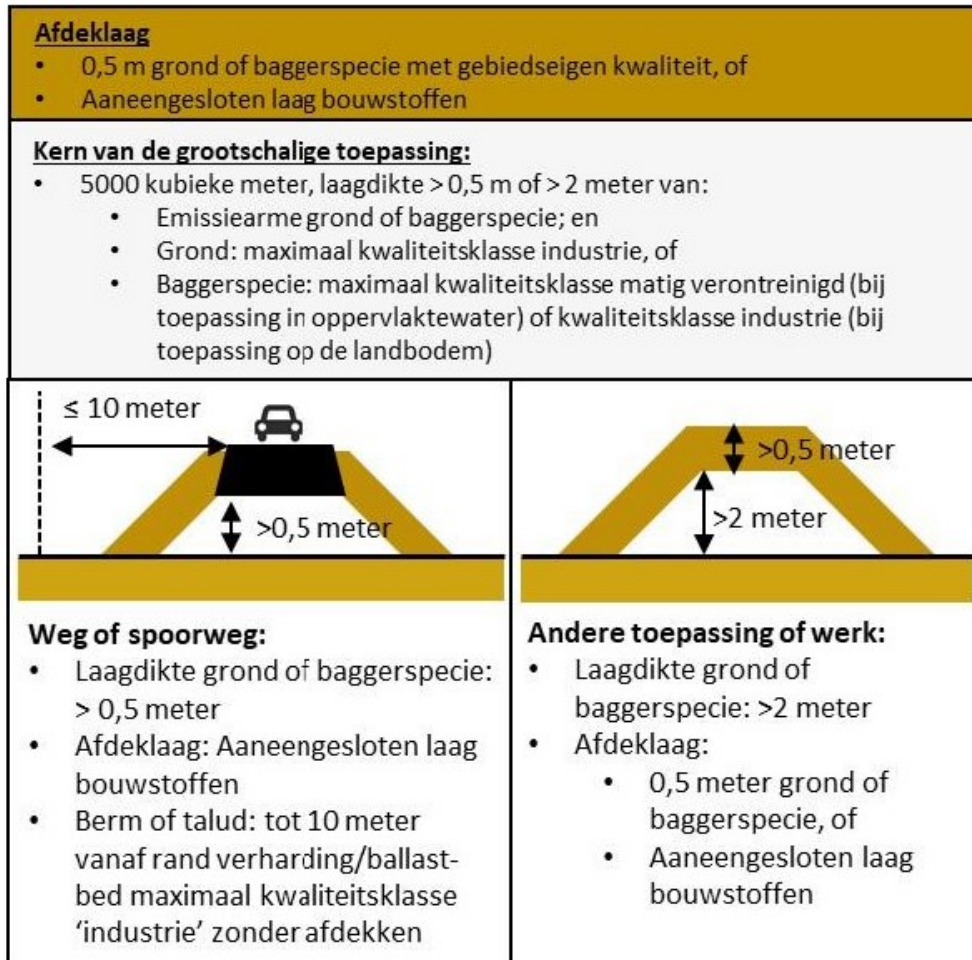 Afdeklaag
• 0,5 m grond of baggerspecie met gebiedseigen kwaliteit, of
• Aaneengesloten laag bouwstoffen
Kern van de grootschalige toepassing:
• 5000 kubieke meter, laagdikte > 0,5 m of > 2 meter van:
• Emissiearme grond of baggerspecie; en
• Grond: maximaal kwaliteitsklasse industrie, of
• Baggerspecie: maximaal kwaliteitsklasse matig verontreinigd (bij
toepassing in oppervlaktewater) of kwaliteitsklasse industrie (bij
toepassing op de landbodem)
≤ 10 meter
>0,5 meter
Weg of spoorweg:
• Laagdikte grond of baggerspecie:
> 0,5 meter
• Afdeklaag: Aaneengesloten laag
bouwstoffen
• Berm of talud: tot 10 meter
vanaf rand verharding/ballast-
bed maximaal kwaliteitsklasse
‘industrie’ zonder afdekken
>0,5 meter
>2 meter
Andere toepassing of werk:
• Laagdikte grond of
baggerspecie: >2 meter
• Afdeklaag:
• 0,5 meter grond of
baggerspecie, of
• Aaneengesloten laag
bouwstoffen